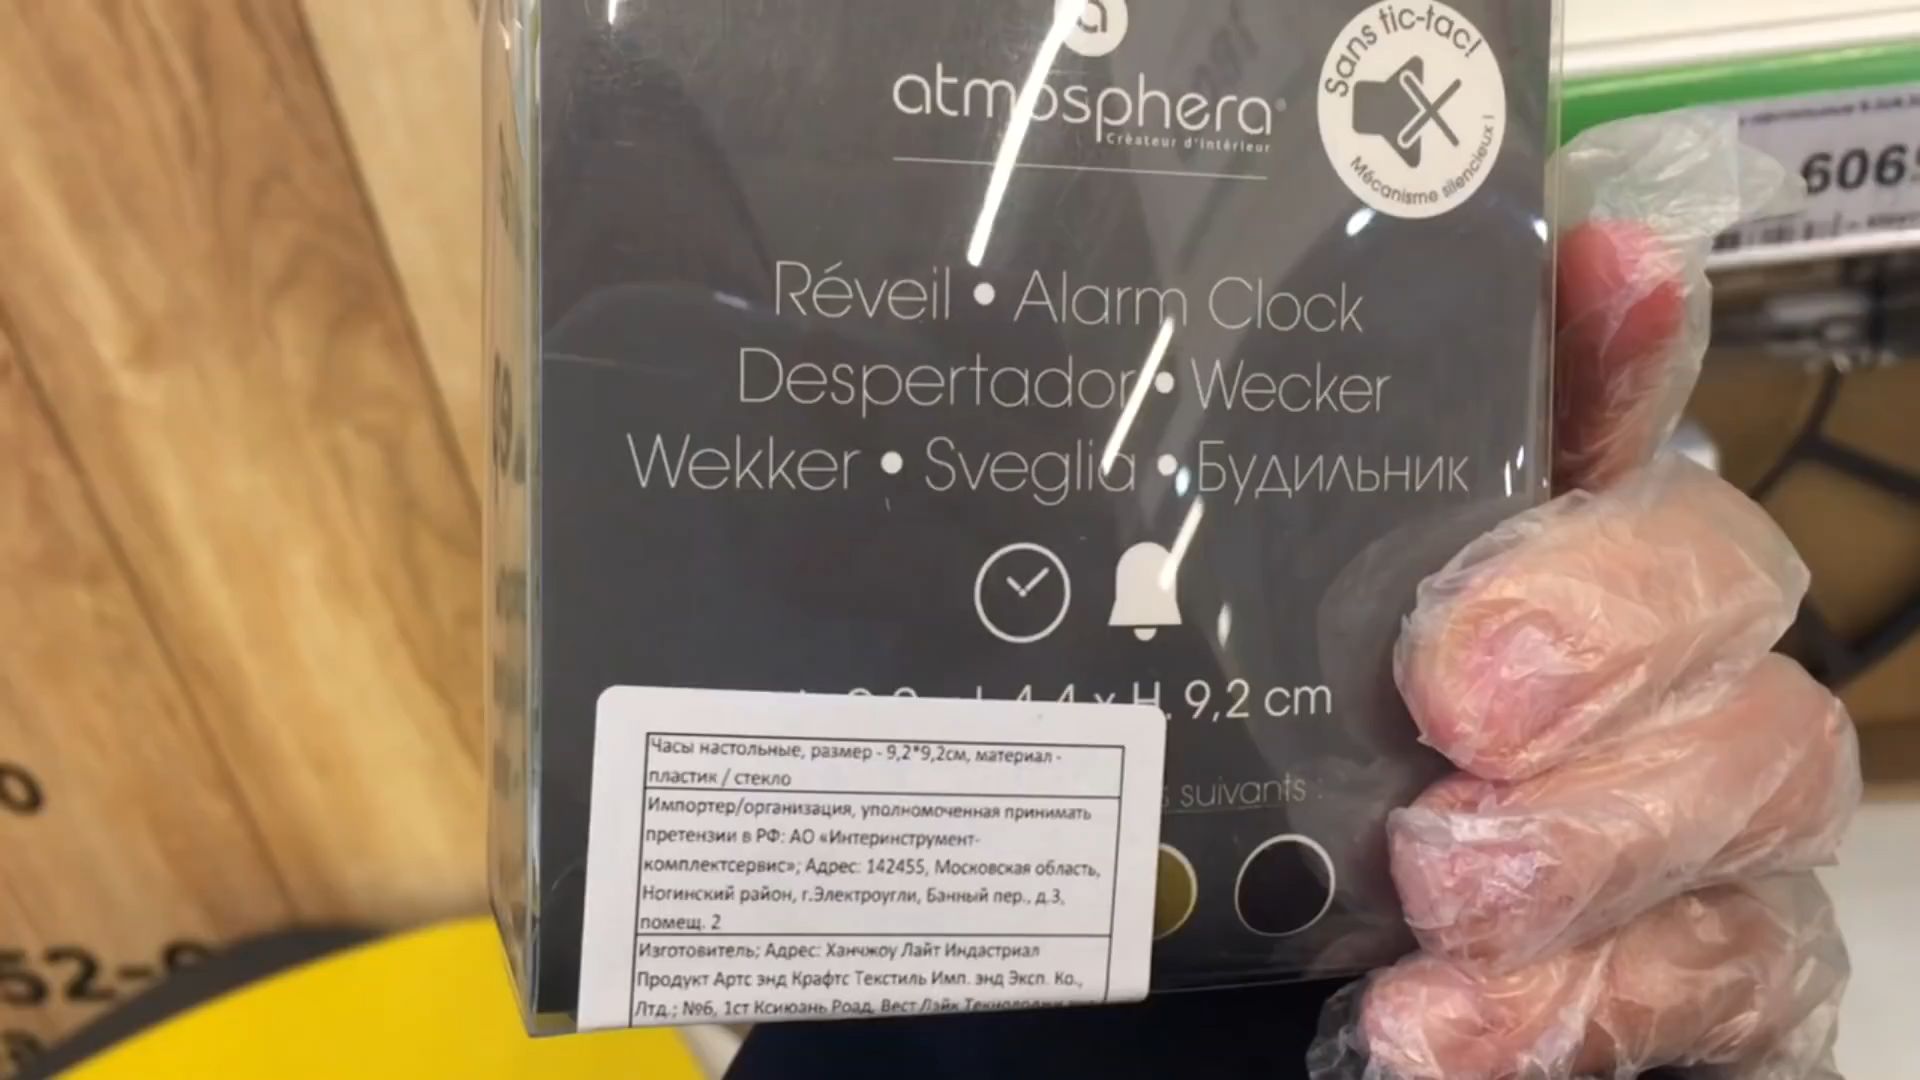 a
atmosphera
Créateur d'intérieur
Sans tic-tac!
Mécanisme silencieux !
Réveil • Alarm Clock
Despertador • Wecker
Wekker • Sveglia • Будильник
4,4 x H. 9,2 cm
suivants :
Часы настольные, размер - 9,2*9,2см, материал -
пластик / стекло
Импортер/организация, уполномоченная принимать
претензии в РФ: АО «Интеринструмент-
комплектсервис»; Адрес: 142455, Московская область,
Ногинский район, г.Электроугли, Банный пер., д.3,
помещ. 2
Изготовитель; Адрес: Ханчжоу Лайт Индастриал
Продукт Артс энд Крафтс Текстиль Имп. энд Эксп. Ко.,
Лтд.; №6, 1ст Ксиюань Роад, Вест Лэйк
606
52-